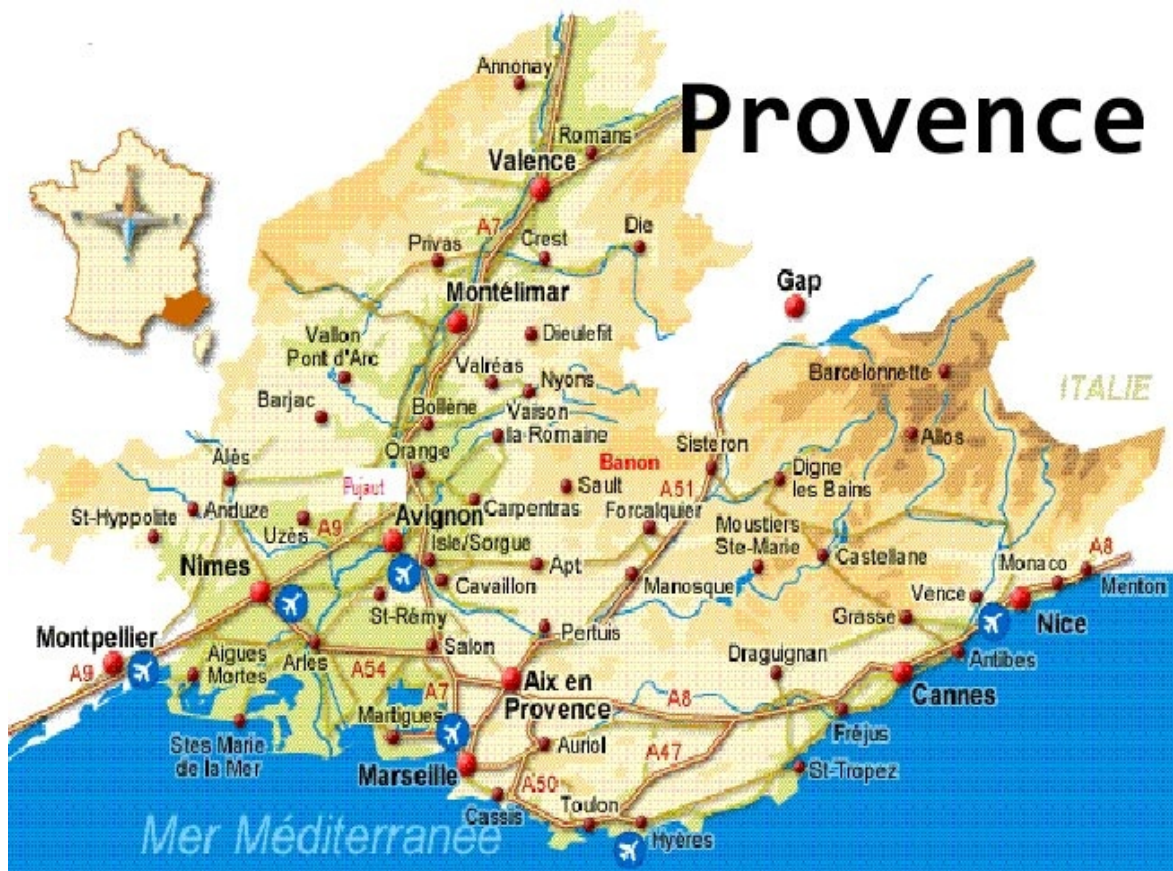 Provence
Annonay
Romans
Valence
A7
Die
Crest
Privas
Gap
Montélimar
Dieulefit
Vallon
Pont d'Arc
Valréas
Nyons
Barcelonnette
ITALIE
Barjac
Bollène
Vaison
la-Romaine
Allos
Sisteron
Orange
Banon
Alès
Pujaut
Sault
A51
Digne
les Bains
Carpentras
Forcalquier
Anduze
St-Hyppolite
Uzès
A9
Avignon
Isle/Sorgue
Moustiers
Ste-Marie
Castellane
Monaco
A8
Apt
Manosque
Menton
Nimes
Cavaillon
Vence
St-Rémy
Grasse
Nice
Montpellier
Pertuis
Salon
Draguignan
Antibes
A9
Aigues
Mortes
Arles
A54
A7
Aix en
Provence
A8
Cannes
Martigues
Fréjus
Stes Marie
de la Mer
Auriol
A47
Marseille
St-Tropez
A50
Cassis
Toulon
Hyères
Mer Méditerranée